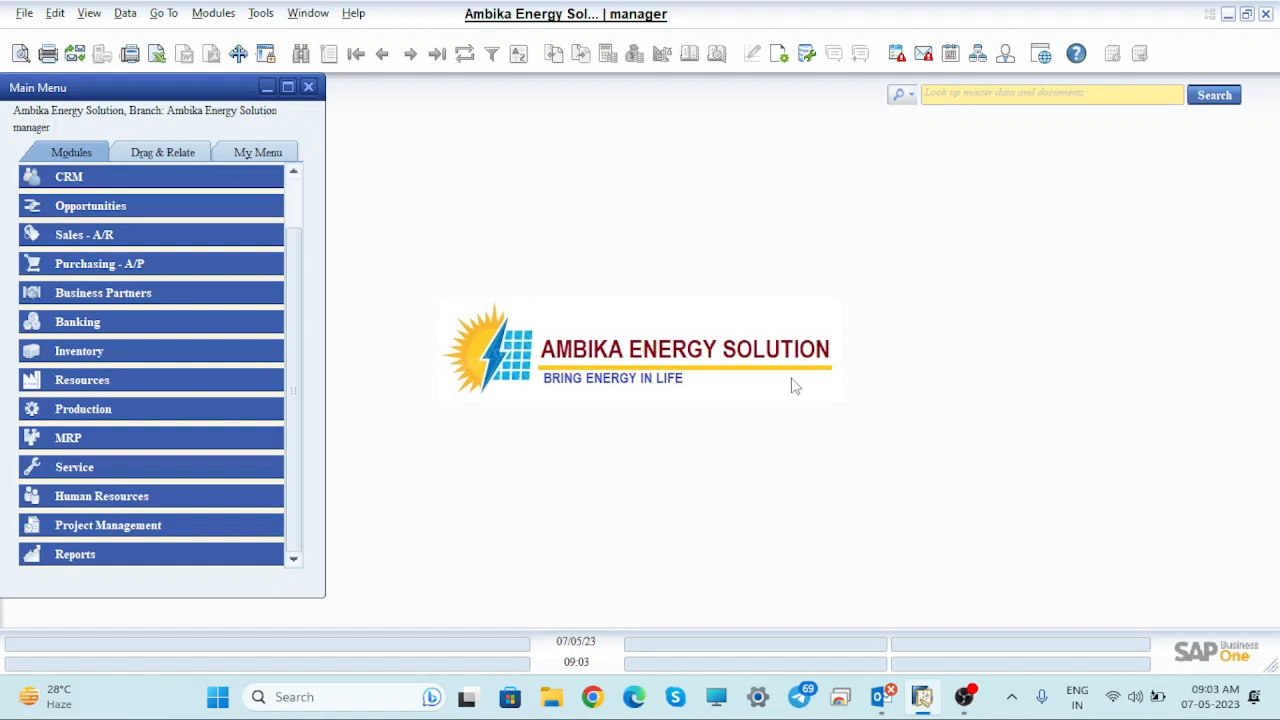 File Edit View Data Go To Modules Tools Window Help
Ambika Energy Sol... | manager
Main Menu
Look up master data and documents
Search
Ambika Energy Solution, Branch: Ambika Energy Solution
manager
Modules Drag & Relate My Menu
CRM
Opportunities
Sales - A/R
Purchasing - A/P
Business Partners
Banking
Inventory
Resources
Production
MRP
Service
Human Resources
Project Management
Reports
AMBIKA ENERGY SOLUTION
BRING ENERGY IN LIFE
07/05/23
09:03
SAP Business One
28°C
Haze
Search
69
ENG
IN
09:03 AM
07-05-2023